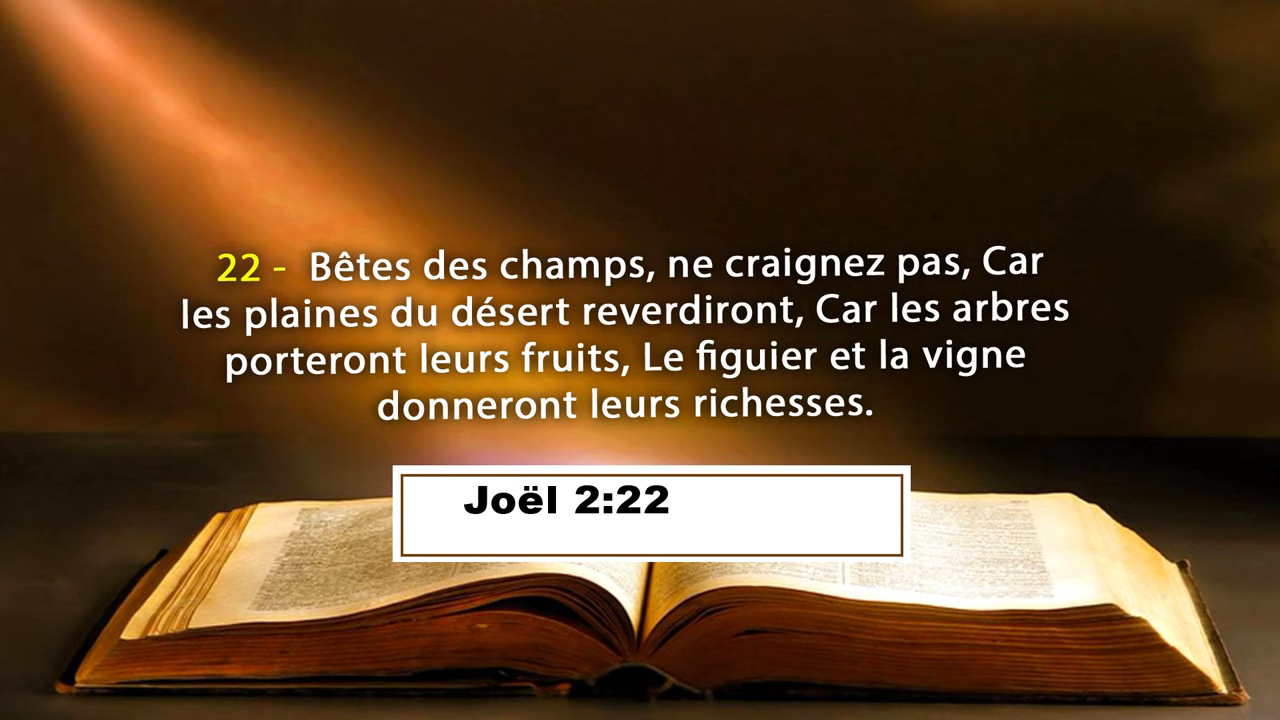 22 - Bêtes des champs, ne craignez pas, Car
les plaines du désert reverdiront, Car les arbres
porteront leurs fruits, Le figuier et la vigne
donneront leurs richesses.
Joël 2:22